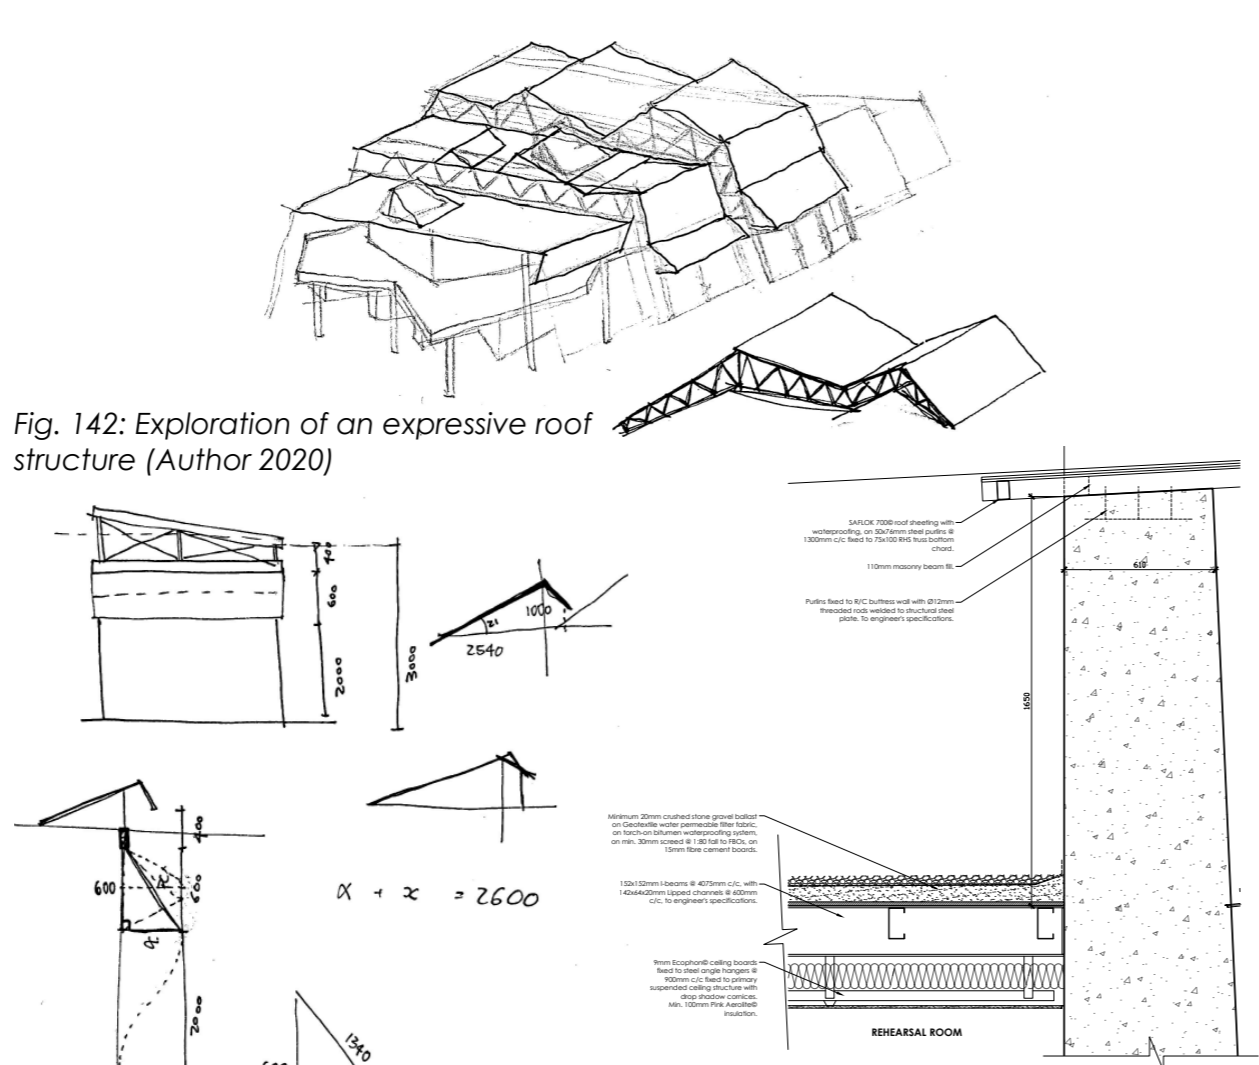 Fig. 142: Exploration of an expressive roof
structure (Author 2020)
400
600
2000
3000
21
1000
2540
SAFLOK 700© roof sheeting with
waterproofing, on 50x76mm steel purlins @
1300mm c/c fixed to 75x100 RHS truss bottom
chord.
110mm masonry beam fill.
Purlins fixed to R/C buttress wall with Ø12mm
threaded rods welded to structural steel
plate. To engineer's specifications.
610
1650
400
600
600
x
2000
α + x = 2600
1340
Minimum 20mm crushed stone gravel ballast
on Geotextile water permeable filter fabric,
on torch-on bitumen waterproofing system,
on min. 30mm screed @ 1:80 fall to FBOs, on
15mm fibre cement boards.
152x152mm I-beams @ 4075mm c/c, with
142x64x20mm Lipped channels @ 600mm
c/c, to engineer's specifications.
9mm Ecophon© ceiling boards
fixed to steel angle hangers @
900mm c/c fixed to primary
suspended ceiling structure with
drop shadow cornices.
Min. 100mm Pink Aerolite©
insulation.
REHEARSAL ROOM